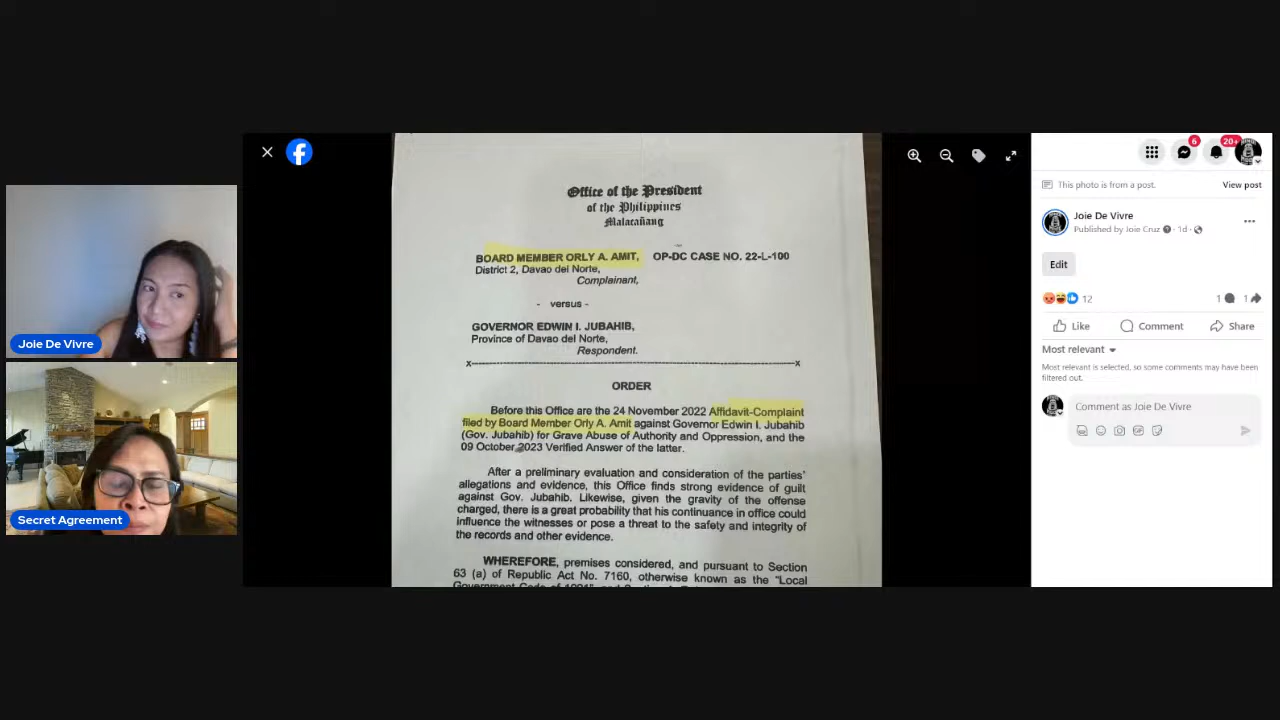 Joie De Vivre
Secret Agreement
Office of the President
of the Philippines
Malacañang
BOARD MEMBER ORLY A. AMIT, OP-DC CASE NO. 22-L-100
District 2, Davao del Norte,
Complainant,
- versus -
GOVERNOR EDWIN I. JUBAHIB,
Province of Davao del Norte,
Respondent.
x-----------------------------------------------------------------x
ORDER
Before this Office are the 24 November 2022 Affidavit-Complaint
filed by Board Member Orly A. Amit against Governor Edwin I. Jubahib
(Gov. Jubahib) for Grave Abuse of Authority and Oppression, and the
09 October 2023 Verified Answer of the latter.
After a preliminary evaluation and consideration of the parties'
allegations and evidence, this Office finds strong evidence of guilt
against Gov. Jubahib. Likewise, given the gravity of the offense
charged, there is a great probability that his continuance in office could
influence the witnesses or pose a threat to the safety and integrity of
the records and other evidence.
WHEREFORE, premises considered, and pursuant to Section
63 (a) of Republic Act No. 7160, otherwise known as the "Local
6
20+
This photo is from a post.
View post
Joie De Vivre
Published by Joie Cruz · 1d ·
Edit
12
1
1
Like
Comment
Share
Most relevant
Most relevant is selected, so some comments may have been
filtered out.
Comment as Joie De Vivre